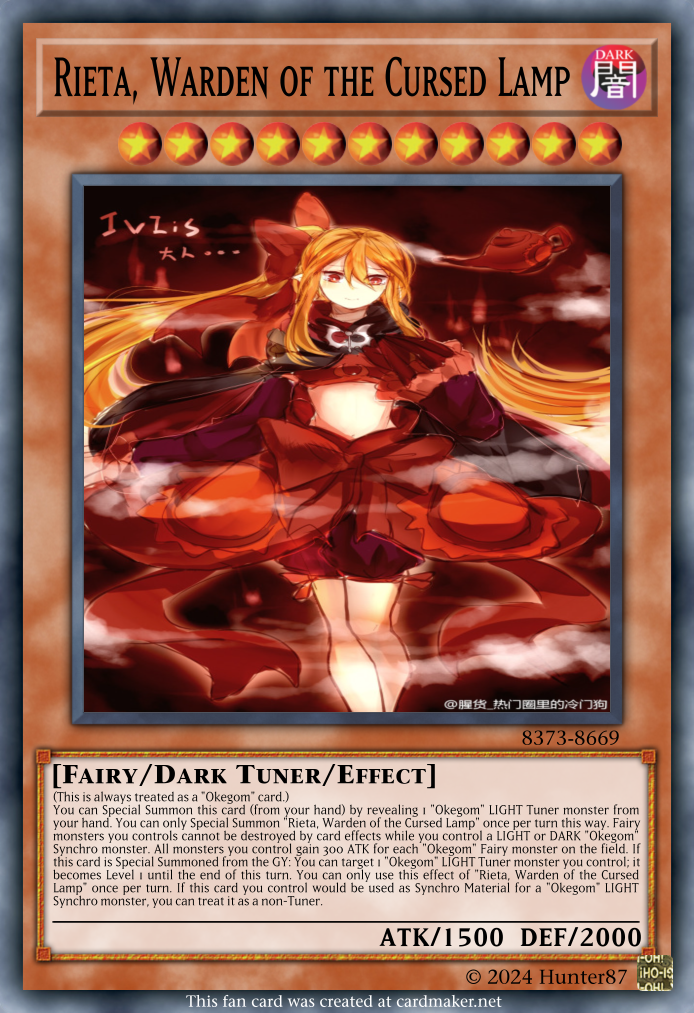 RIETA, WARDEN OF THE CURSED LAMP
DARK
闇
IVLis
大人...
@腥货_热门圈里的冷门狗
8373-8669
[FAIRY/DARK TUNER/EFFECT]
(This is always treated as a "Okegom" card.)
You can Special Summon this card (from your hand) by revealing 1 "Okegom" LIGHT Tuner monster from
your hand. You can only Special Summon "Rieta, Warden of the Cursed Lamp" once per turn this way. Fairy
monsters you controls cannot be destroyed by card effects while you control a LIGHT or DARK "Okegom"
Synchro monster. All monsters you control gain 300 ATK for each "Okegom" Fairy monster on the field. If
this card is Special Summoned from the GY: You can target 1 "Okegom" LIGHT Tuner monster you control; it
becomes Level 1 until the end of this turn. You can only use this effect of "Rieta, Warden of the Cursed
Lamp" once per turn. If this card you control would be used as Synchro Material for a "Okegom" LIGHT
Synchro monster, you can treat it as a non-Tuner.
ATK/1500 DEF/2000
© 2024 Hunter87
This fan card was created at cardmaker.net